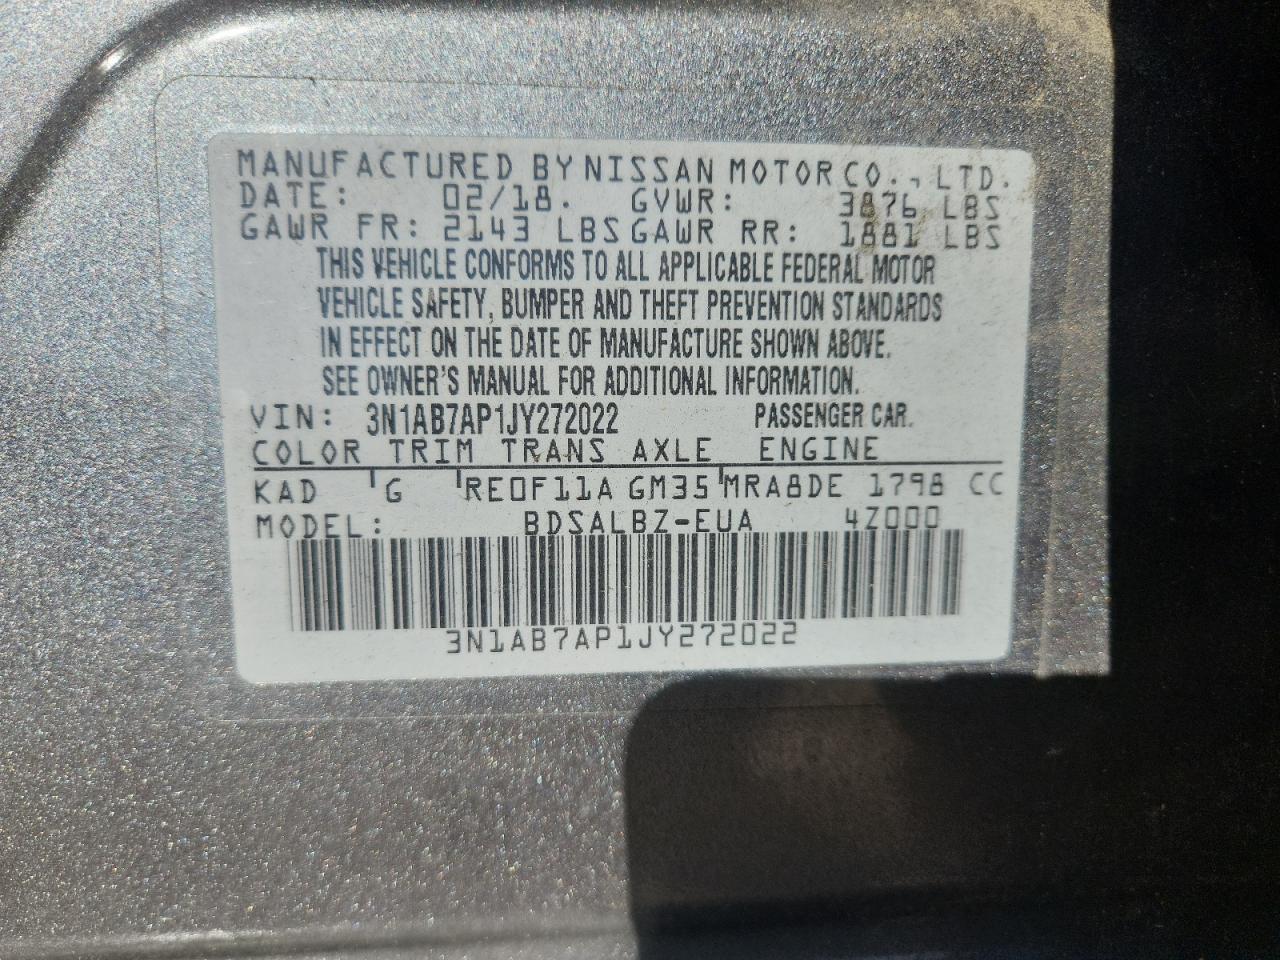 MANUFACTURED BY NISSAN MOTOR CO., LTD.
DATE: 02/18. GVWR: 3876 LBS
GAWR FR: 2143 LBS GAWR RR: 1881 LBS
THIS VEHICLE CONFORMS TO ALL APPLICABLE FEDERAL MOTOR
VEHICLE SAFETY, BUMPER AND THEFT PREVENTION STANDARDS
IN EFFECT ON THE DATE OF MANUFACTURE SHOWN ABOVE.
SEE OWNER'S MANUAL FOR ADDITIONAL INFORMATION.
VIN: 3N1AB7AP1JY272022 PASSENGER CAR.
COLOR TRIM TRANS AXLE ENGINE
KAD G RE0F11A GM35 MRA8DE 1798 CC
MODEL: BDSALBZ-EUA 4Z000
3N1AB7AP1JY272022